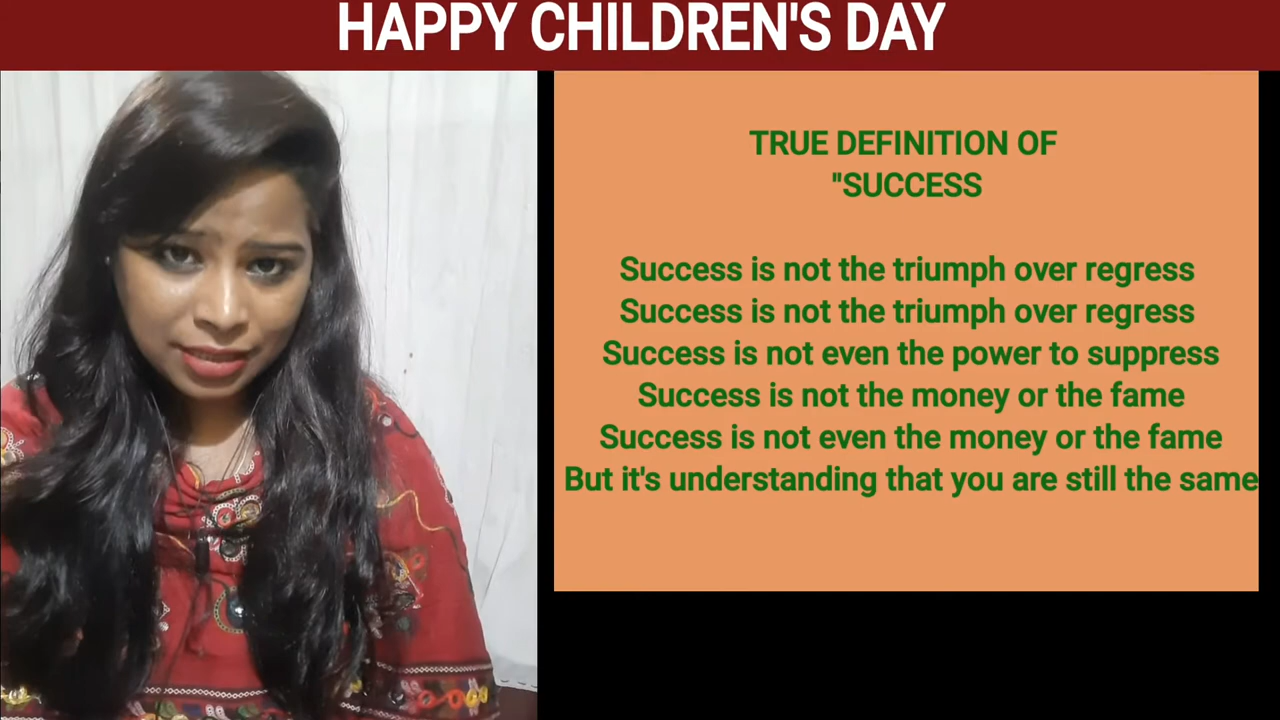 HAPPY CHILDREN'S DAY
TRUE DEFINITION OF
"SUCCESS
Success is not the triumph over regress
Success is not the triumph over regress
Success is not even the power to suppress
Success is not the money or the fame
Success is not even the money or the fame
But it's understanding that you are still the same